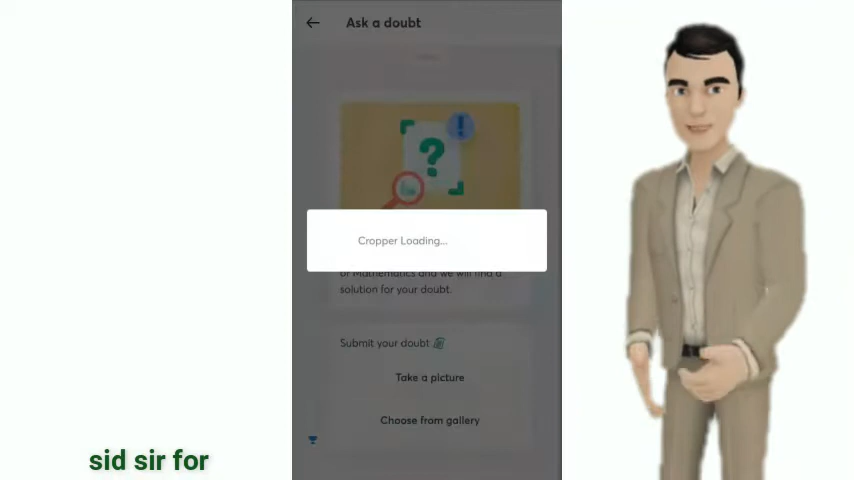 Ask a doubt
Cropper Loading...
of Mathematics and we will find a
solution for your doubt.
Submit your doubt
Take a picture
Choose from gallery
sid sir for